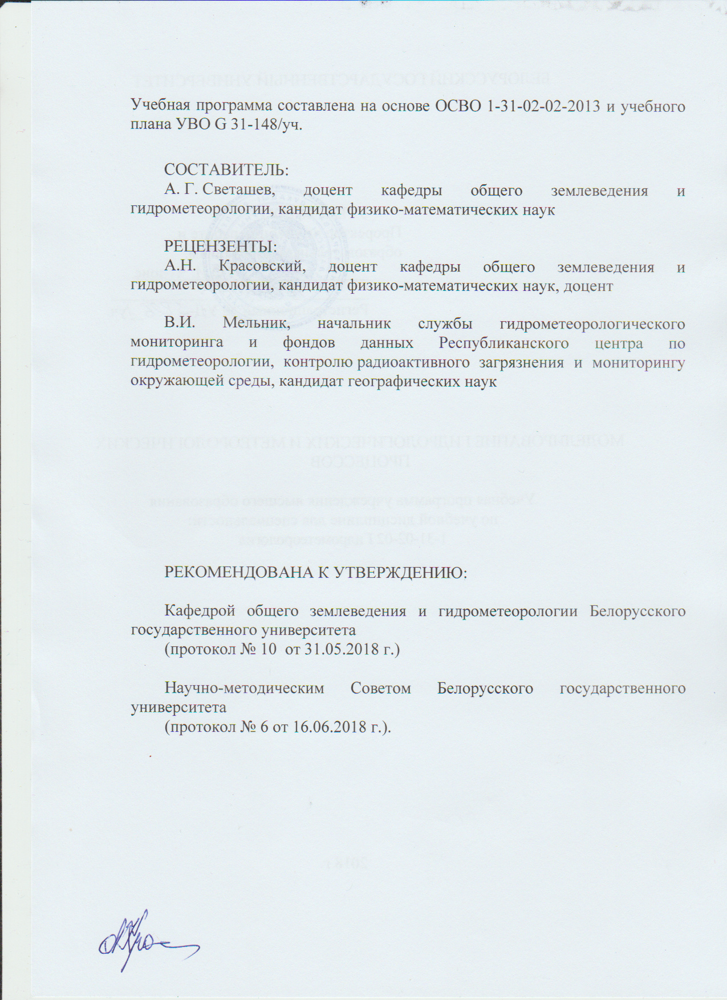 Учебная программа составлена на основе ОСВО 1-31-02-02-2013 и учебного
плана УВО G 31-148/уч.
СОСТАВИТЕЛЬ:
А. Г. Светашев, доцент кафедры общего землеведения и
гидрометеорологии, кандидат физико-математических наук
РЕЦЕНЗЕНТЫ:
А.Н. Красовский, доцент кафедры общего землеведения и
гидрометеорологии, кандидат физико-математических наук, доцент
В.И. Мельник, начальник службы гидрометеорологического
мониторинга и фондов данных Республиканского центра по
гидрометеорологии, контролю радиоактивного загрязнения и мониторингу
окружающей среды, кандидат географических наук
РЕКОМЕНДОВАНА К УТВЕРЖДЕНИЮ:
Кафедрой общего землеведения и гидрометеорологии Белорусского
государственного университета
(протокол № 10 от 31.05.2018 г.)
Научно-методическим Советом Белорусского государственного
университета
(протокол № 6 от 16.06.2018 г.).